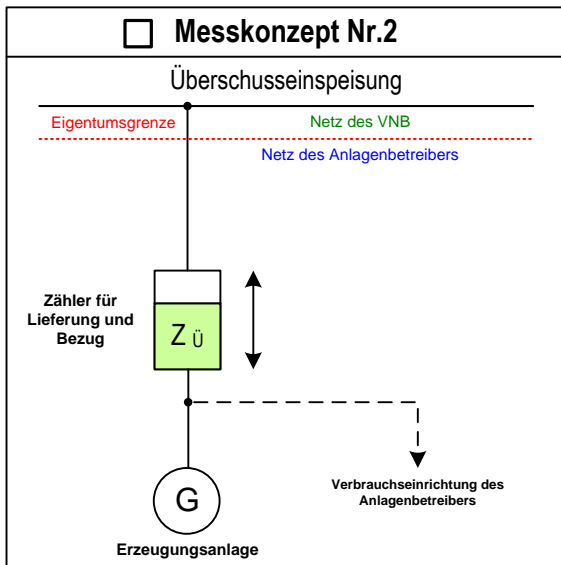 Messkonzept Nr.2
Überschusseinspeisung
Eigentumsgrenze
Netz des VNB
Netz des Anlagenbetreibers
Zähler für
Lieferung und
Bezug
Z Ü
G
Verbrauchseinrichtung des
Anlagenbetreibers
Erzeugungsanlage